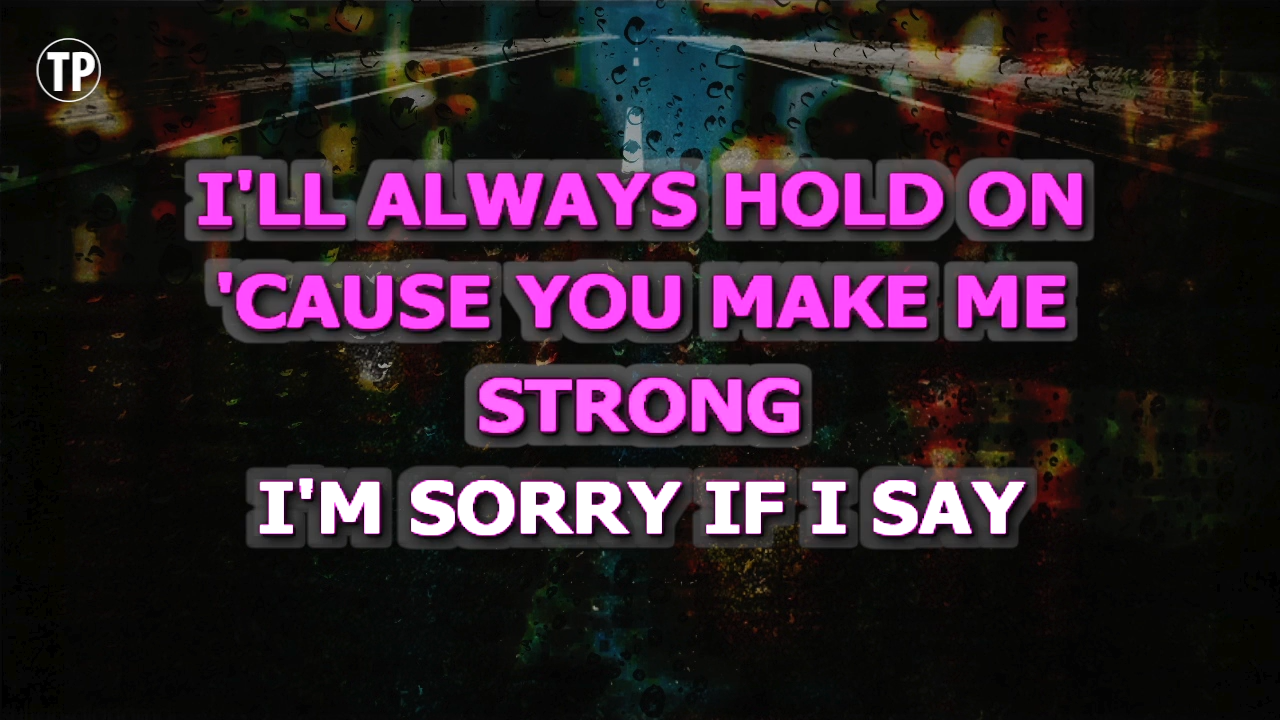 TP
I'LL ALWAYS HOLD ON
'CAUSE YOU MAKE ME
STRONG
I'M SORRY IF I SAY